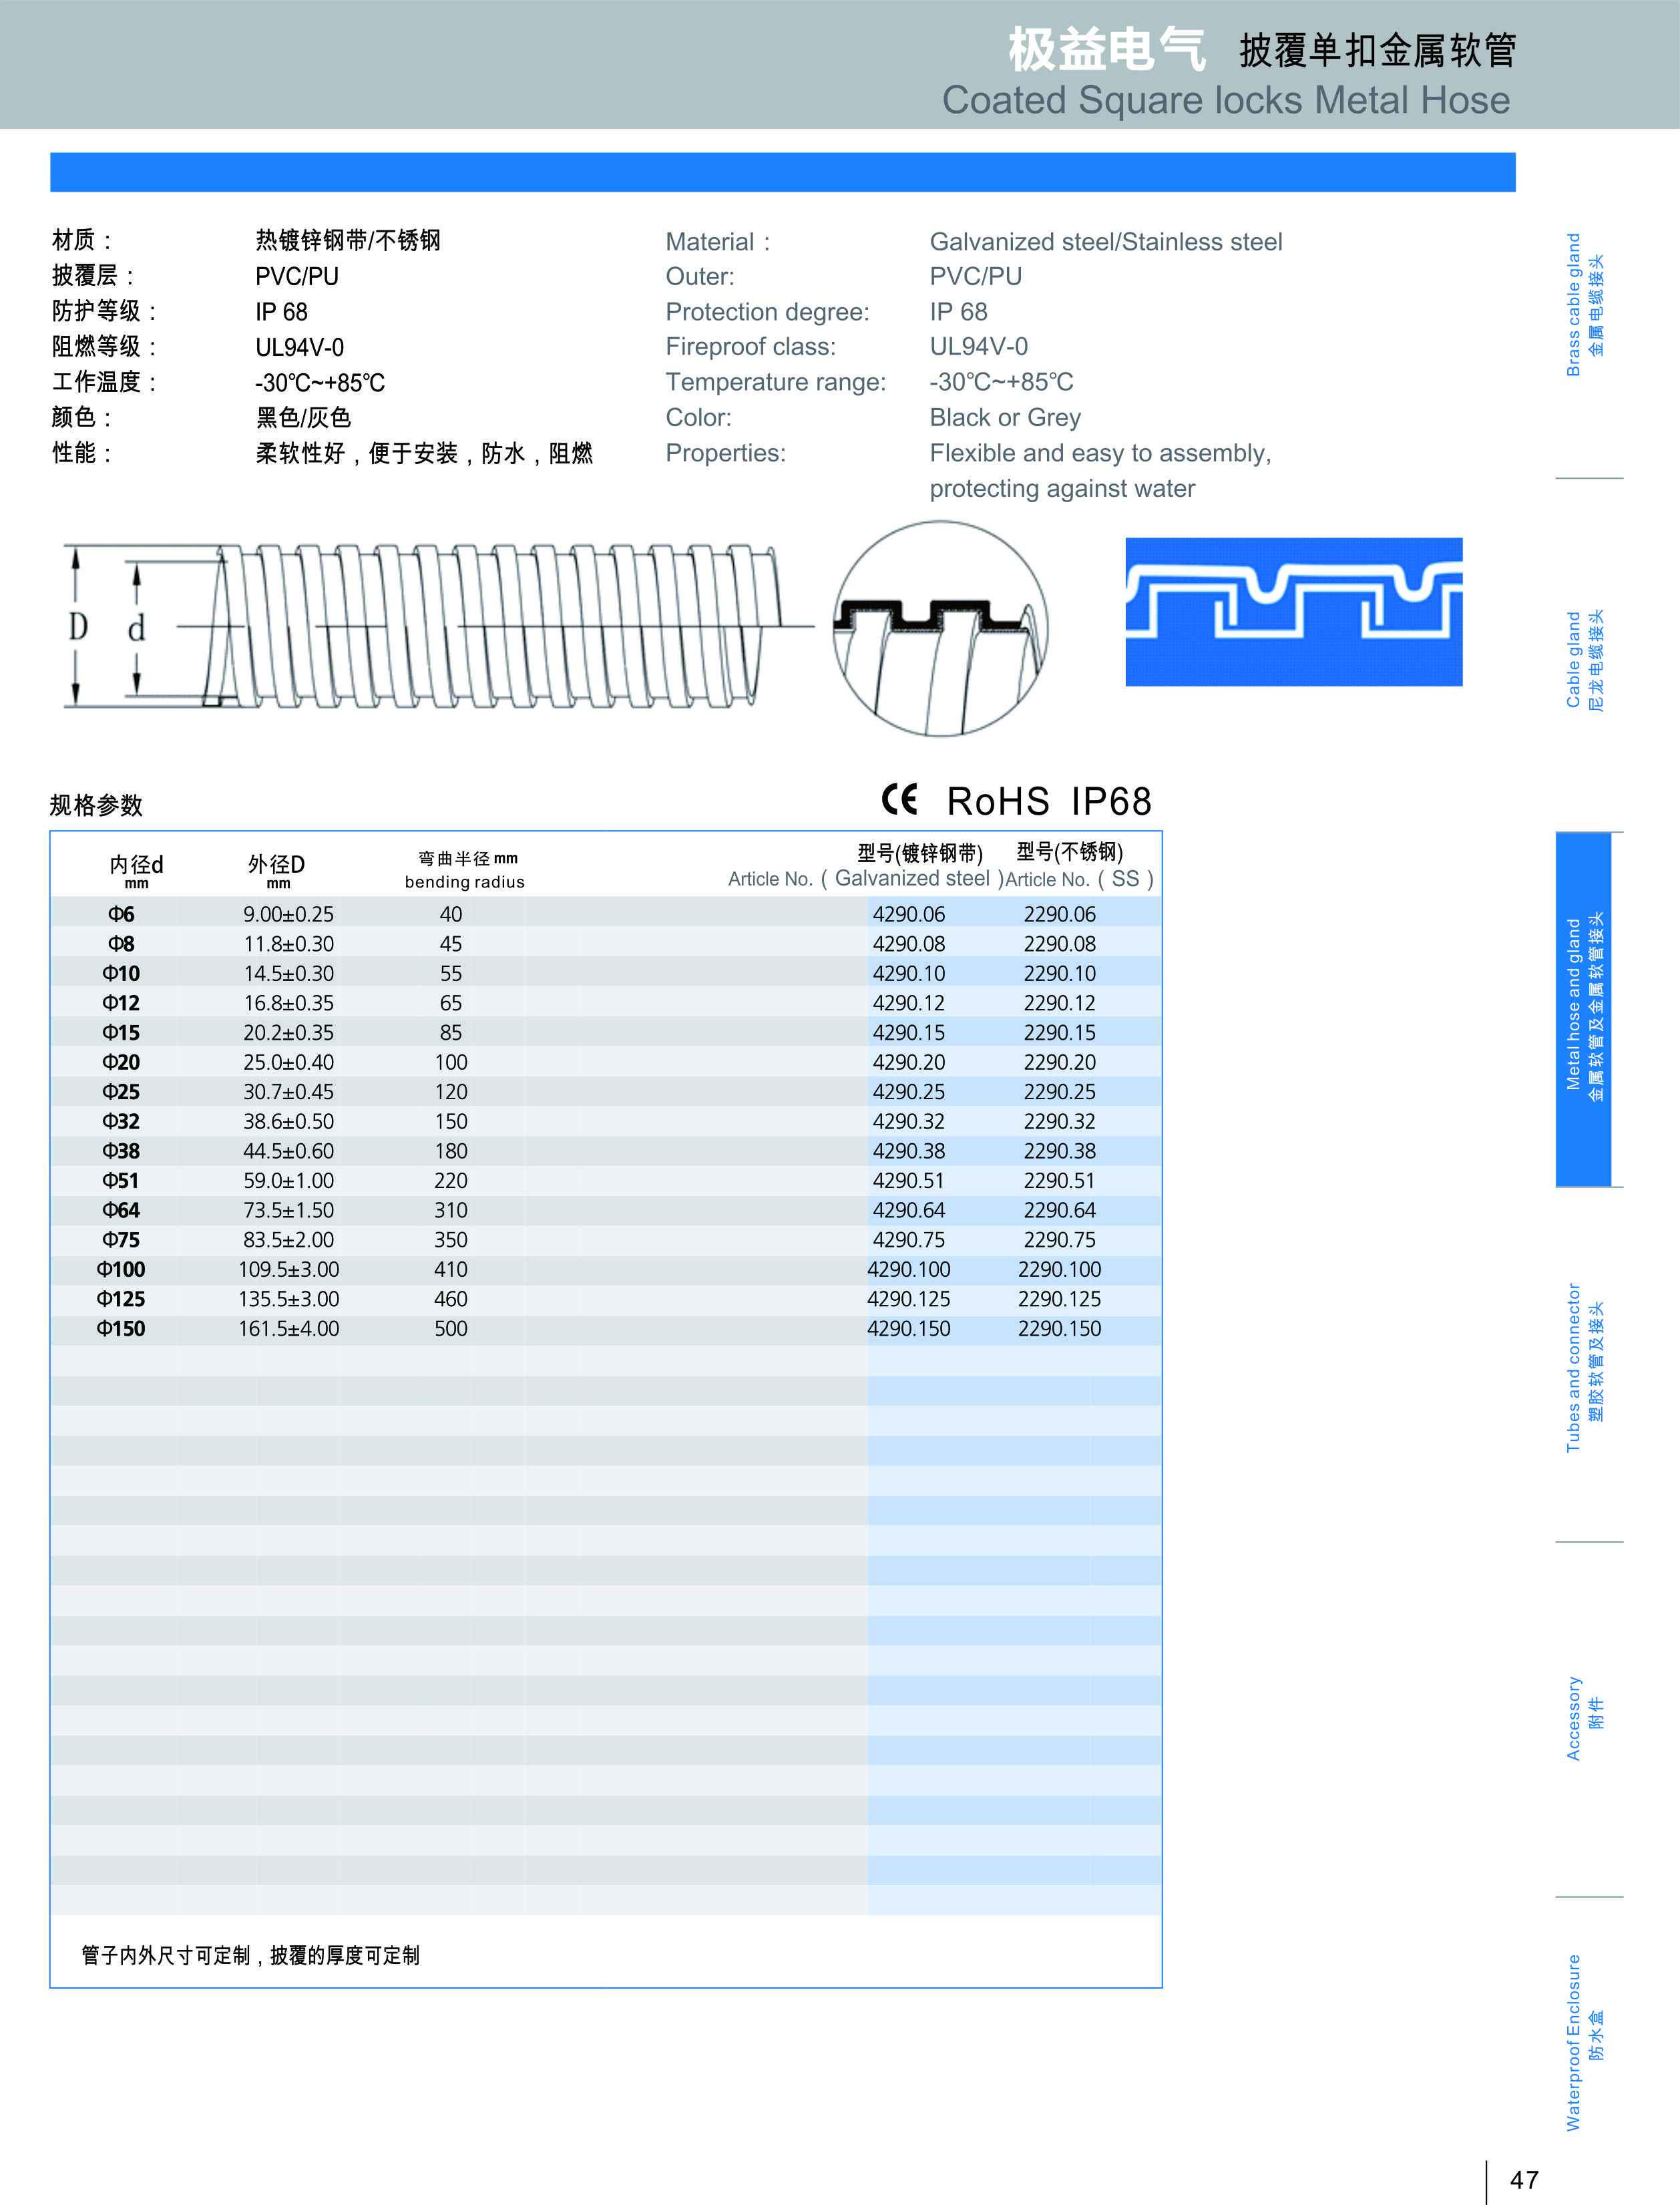 极益电气 披覆单扣金属软管
Coated Square locks Metal Hose
材质： 热镀锌钢带/不锈钢
披覆层： PVC/PU
防护等级： IP 68
阻燃等级： UL94V-0
工作温度： -30℃~+85℃
颜色： 黑色/灰色
性能： 柔软性好，便于安装，防水，阻燃
Material： Galvanized steel/Stainless steel
Outer: PVC/PU
Protection degree: IP 68
Fireproof class: UL94V-0
Temperature range: -30℃~+85℃
Color: Black or Grey
Properties: Flexible and easy to assembly,
protecting against water
D d
规格参数 CE RoHS IP68
内径d 外径D 弯曲半径 mm 型号(镀锌钢带) 型号(不锈钢)
mm mm bending radius Article No.（Galvanized steel）Article No.（SS）
Φ6 9.00±0.25 40 4290.06 2290.06
Φ8 11.8±0.30 45 4290.08 2290.08
Φ10 14.5±0.30 55 4290.10 2290.10
Φ12 16.8±0.35 65 4290.12 2290.12
Φ15 20.2±0.35 85 4290.15 2290.15
Φ20 25.0±0.40 100 4290.20 2290.20
Φ25 30.7±0.45 120 4290.25 2290.25
Φ32 38.6±0.50 150 4290.32 2290.32
Φ38 44.5±0.60 180 4290.38 2290.38
Φ51 59.0±1.00 220 4290.51 2290.51
Φ64 73.5±1.50 310 4290.64 2290.64
Φ75 83.5±2.00 350 4290.75 2290.75
Φ100 109.5±3.00 410 4290.100 2290.100
Φ125 135.5±3.00 460 4290.125 2290.125
Φ150 161.5±4.00 500 4290.150 2290.150
管子内外尺寸可定制，披覆的厚度可定制
Brass cable gland
金属电缆接头
Cable gland
尼龙电缆接头
Metal hose and gland
金属软管及金属软管接头
Tubes and connector
塑胶软管及接头
Accessory
附件
Waterproof Enclosure
防水盒
47